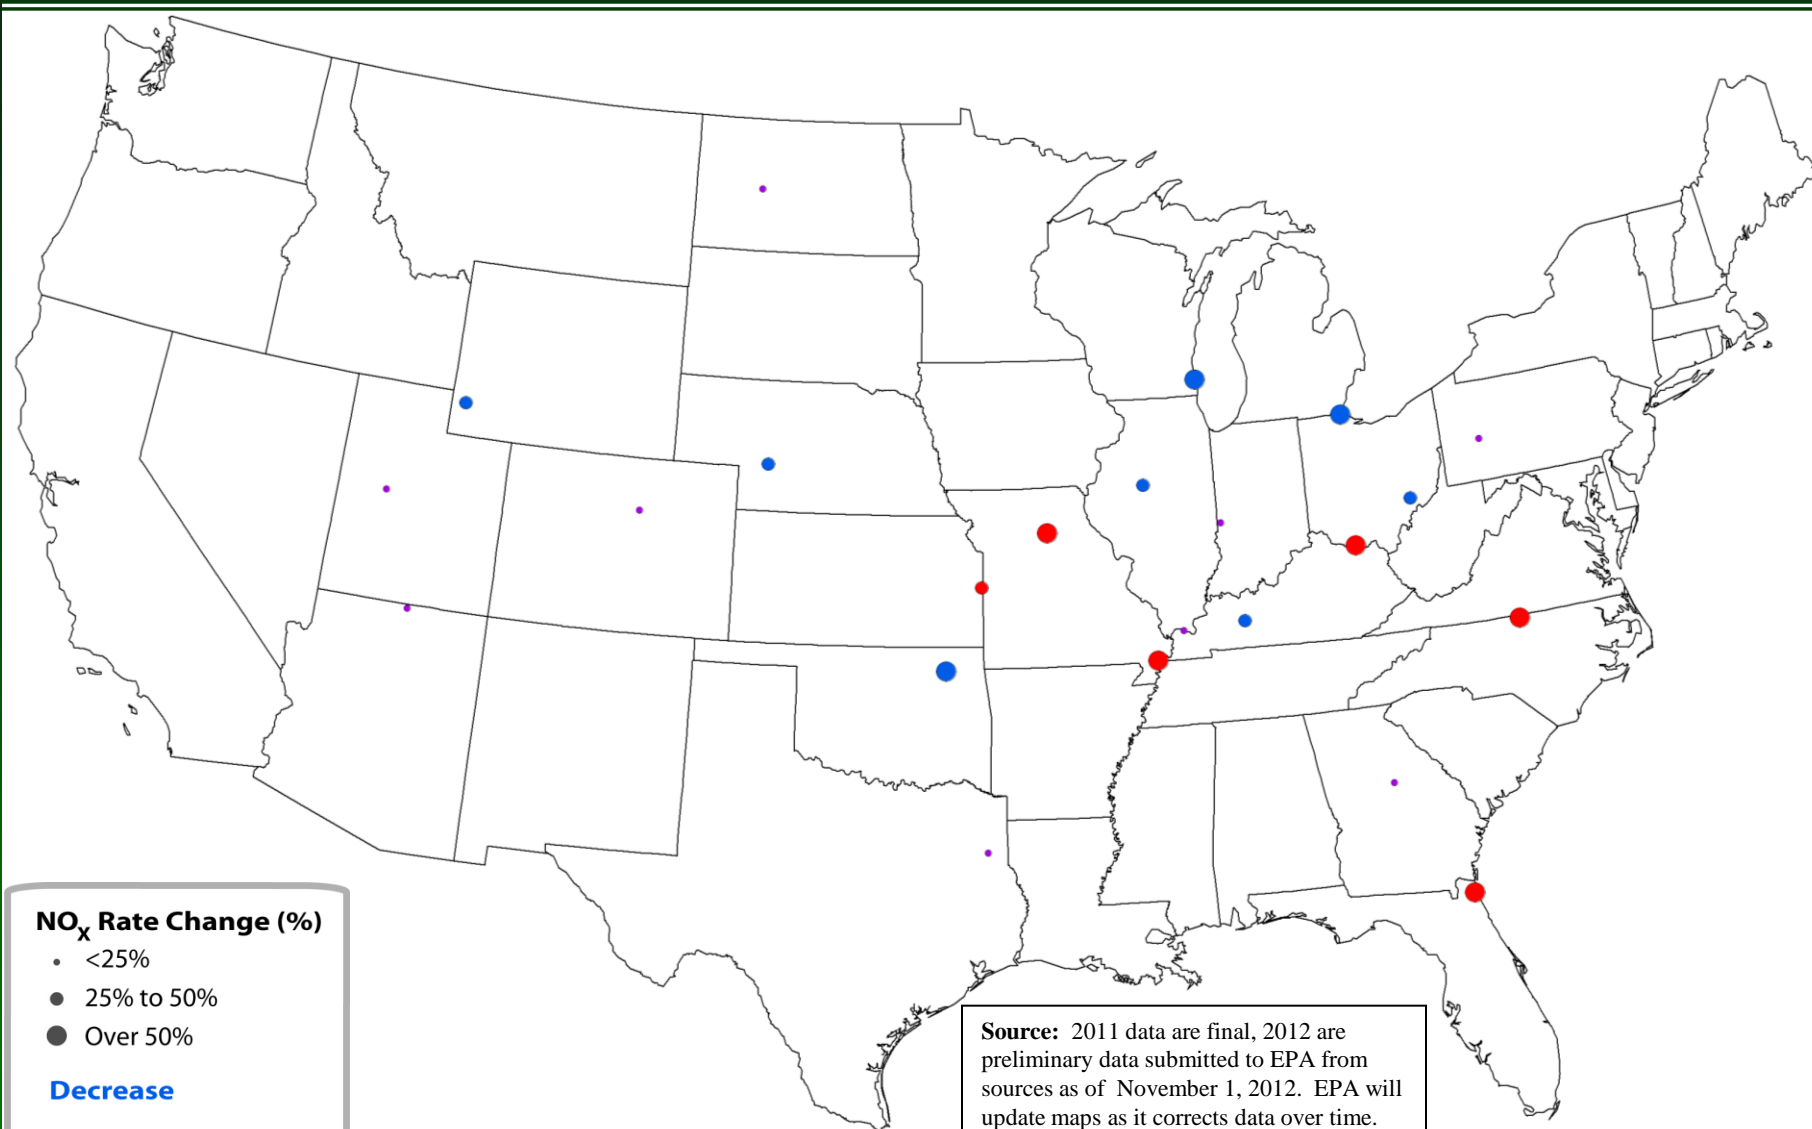 NOX Rate Change (%)
<25%
25% to 50%
Over 50%
Decrease
Source: 2011 data are final, 2012 are
preliminary data submitted to EPA from
sources as of November 1, 2012. EPA will
update maps as it corrects data over time.